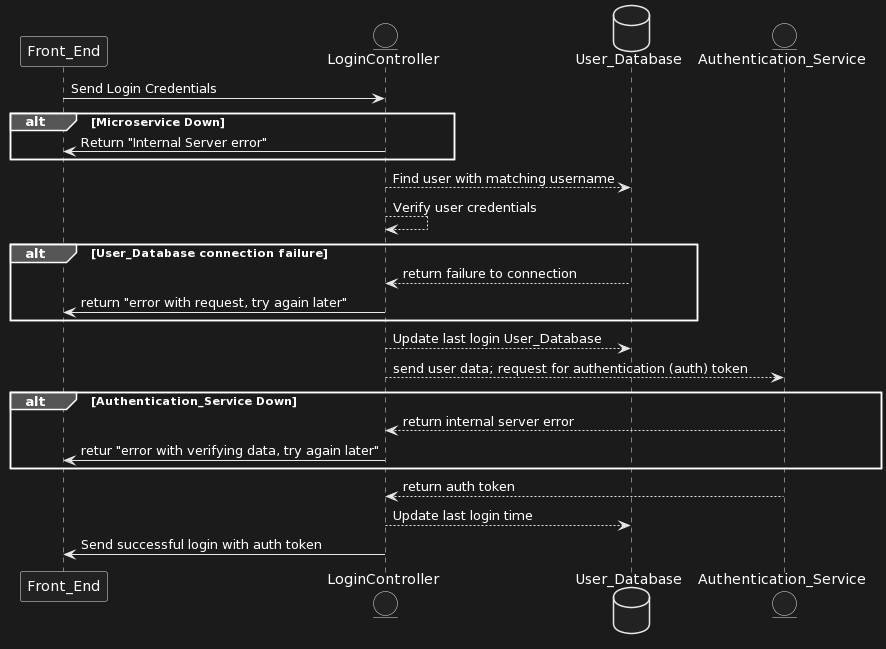 Front_End
LoginController
User_Database
Authentication_Service
Send Login Credentials
alt
[Microservice Down]
Return "Internal Server error"
Find user with matching username
Verify user credentials
alt
[User_Database connection failure]
return failure to connection
return "error with request, try again later"
Update last login User_Database
send user data; request for authentication (auth) token
alt
[Authentication_Service Down]
return internal server error
retur "error with verifying data, try again later"
return auth token
Update last login time
Send successful login with auth token
Front_End
LoginController
User_Database
Authentication_Service